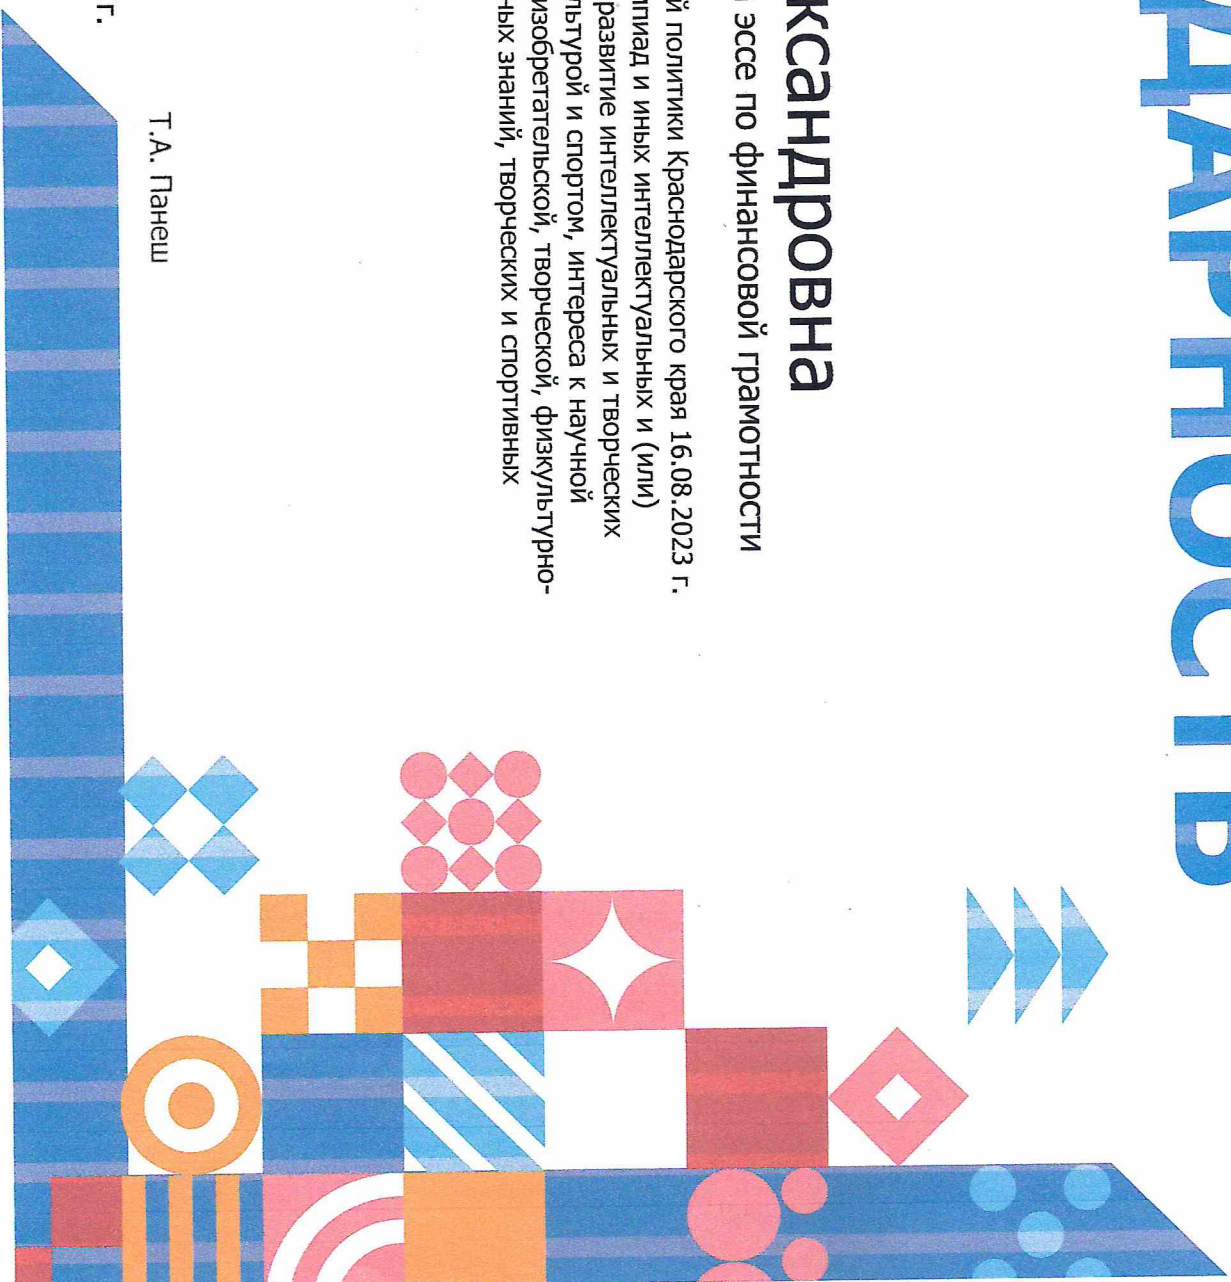 ДАРНОСТЬ
ксандровна
эссе по финансовой грамотности
й политики Краснодарского края 16.08.2023 г.
пиад и иных интеллектуальных и (или)
развитие интеллектуальных и творческих
льтурой и спортом, интереса к научной
изобретательской, творческой, физкультурно-
ных знаний, творческих и спортивных
Т.А. Панеш
г.